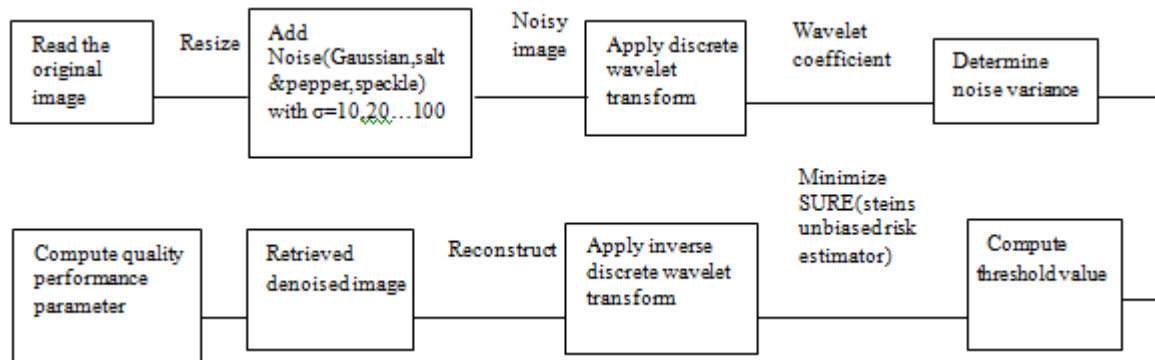 Read the
original
image
Resize
Add
Noise(Gaussian,salt
&pepper,speckle)
with σ=10,20…100
Noisy
image
Apply discrete
wavelet
transform
Wavelet
coefficient
Determine
noise variance
Compute quality
performance
parameter
Retrieved
denoised image
Reconstruct
Apply inverse
discrete wavelet
transform
Minimize
SURE(steins
unbiased risk
estimator)
Compute
threshold value